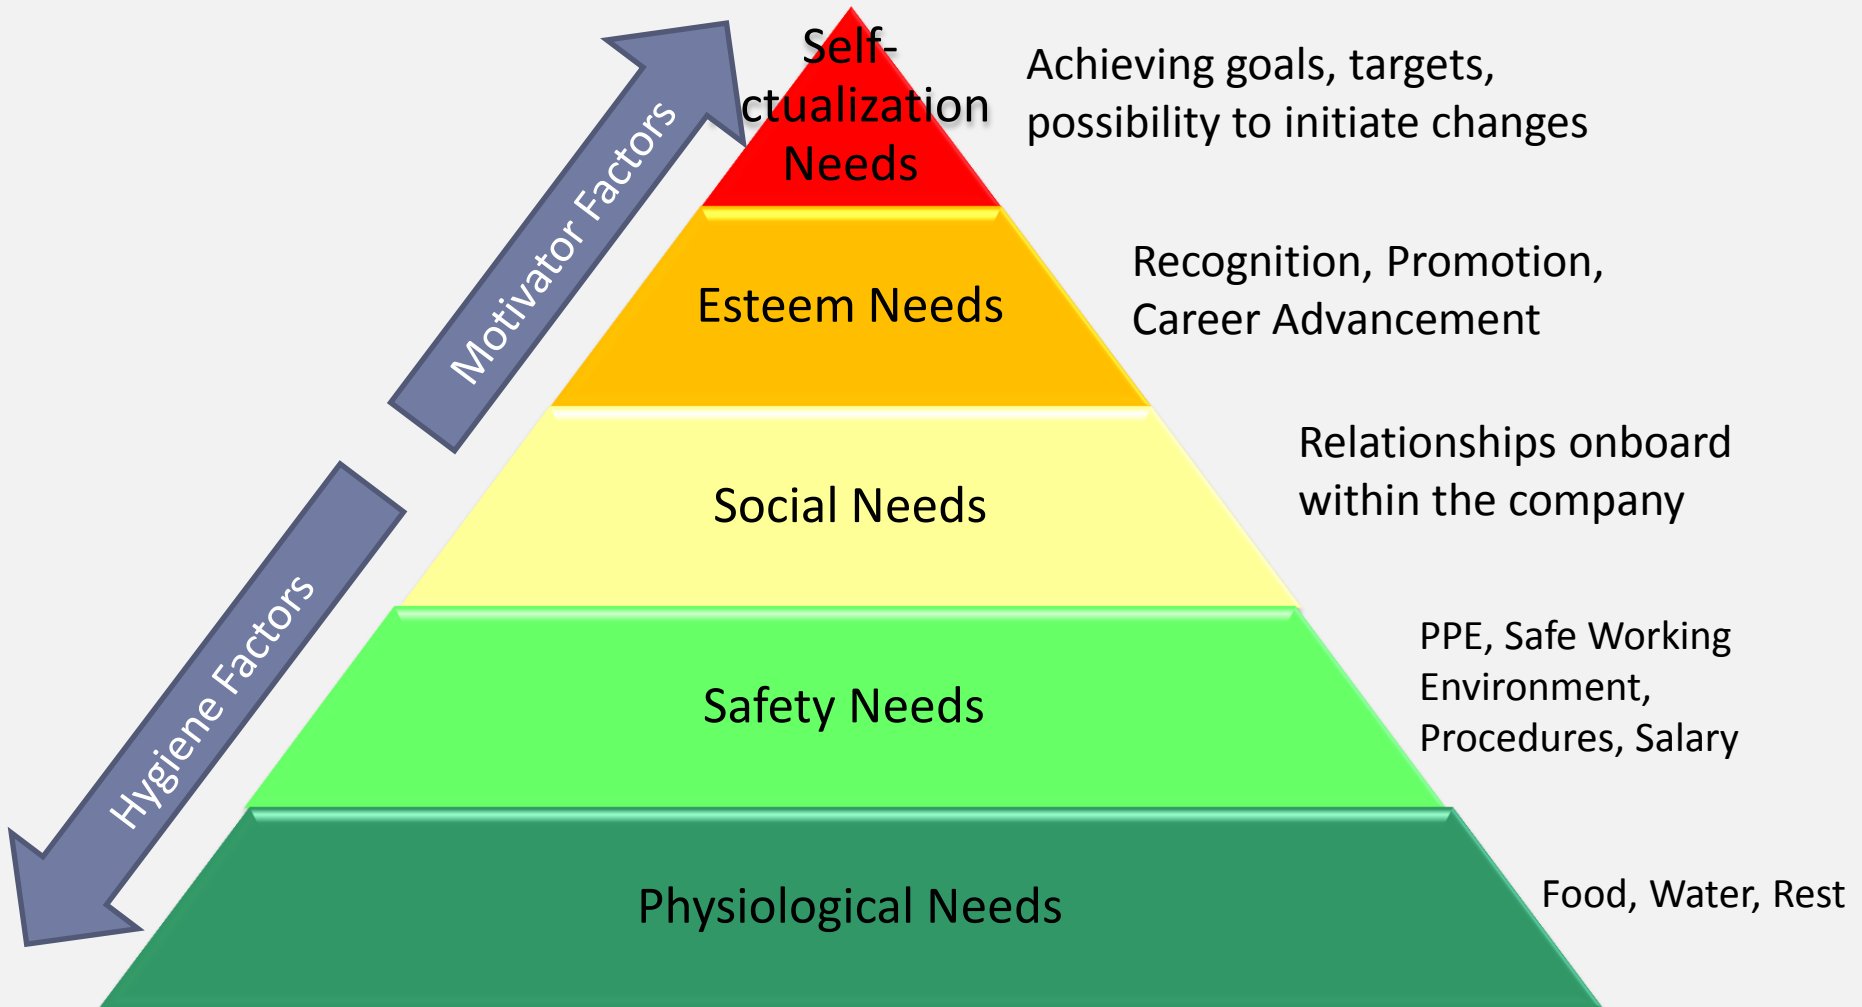 Self-
ctualization
Needs
Achieving goals, targets,
possibility to initiate changes
Motivator Factors
Esteem Needs
Recognition, Promotion,
Career Advancement
Social Needs
Relationships onboard
within the company
Hygiene Factors
Safety Needs
PPE, Safe Working
Environment,
Procedures, Salary
Physiological Needs
Food, Water, Rest